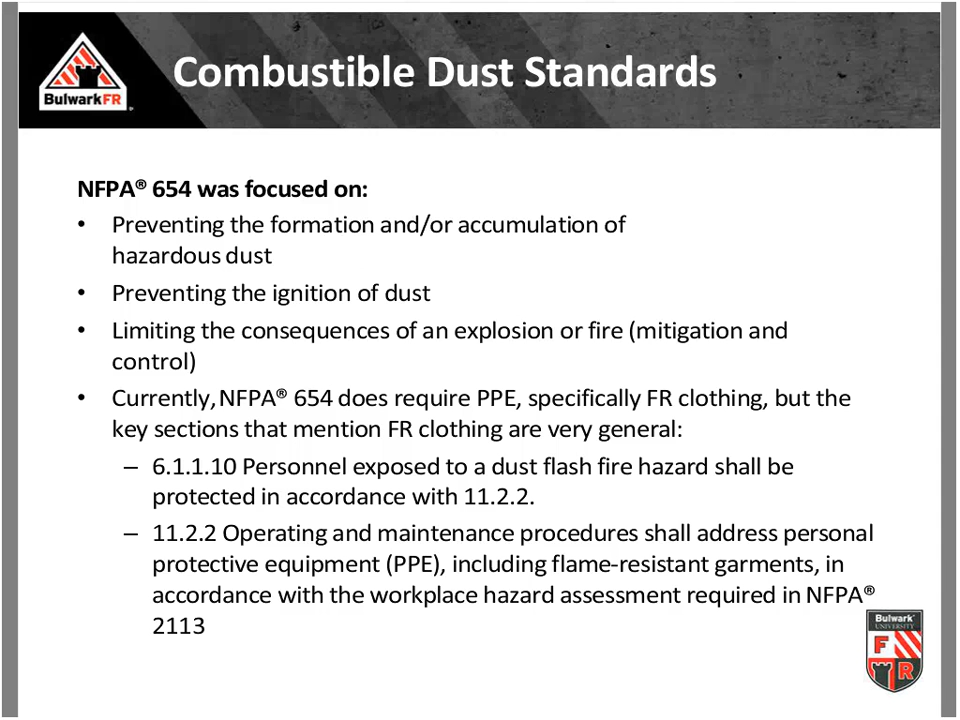 Combustible Dust Standards
BulwarkFR®
NFPA® 654 was focused on:
• Preventing the formation and/or accumulation of
hazardous dust
• Preventing the ignition of dust
• Limiting the consequences of an explosion or fire (mitigation and
control)
• Currently, NFPA® 654 does require PPE, specifically FR clothing, but the
key sections that mention FR clothing are very general:
– 6.1.1.10 Personnel exposed to a dust flash fire hazard shall be
protected in accordance with 11.2.2.
– 11.2.2 Operating and maintenance procedures shall address personal
protective equipment (PPE), including flame-resistant garments, in
accordance with the workplace hazard assessment required in NFPA®
2113
Bulwark
UNIVERSITY
F
R